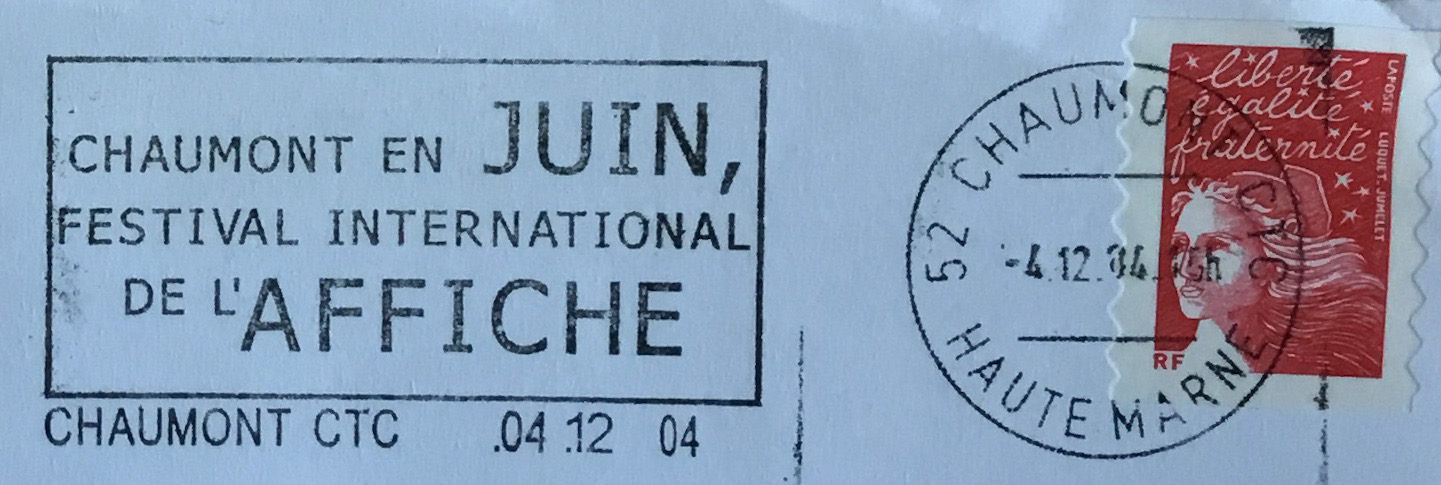 CHAUMONT EN JUIN,
FESTIVAL INTERNATIONAL
DE L'AFFICHE
CHAUMONT CTC .04 .12 04
52 CHAUMONT CTC
-4.12.04.
HAUTE MARNE
liberté
égalité
fraternité
LAPOSTE LUQUET.JUMELET
RF